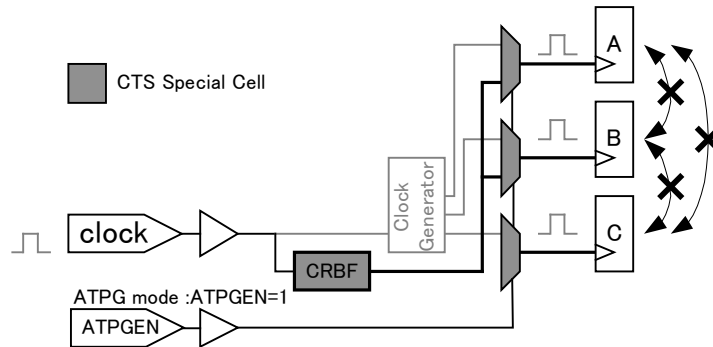 CTS Special Cell
A
B
C
Clock
Generator
clock
CRBF
ATPG mode :ATPGEN=1
ATPGEN